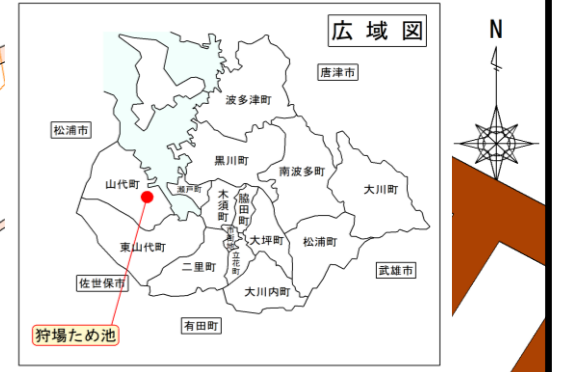 広域図
N
唐津市
波多津町
松浦市
黒川町
南波多町
山代町
瀬戸町
大川町
木須町
脇田町
東山代町
立花町
大坪町
松浦町
二里町
武雄市
佐世保市
大川内町
有田町
狩場ため池